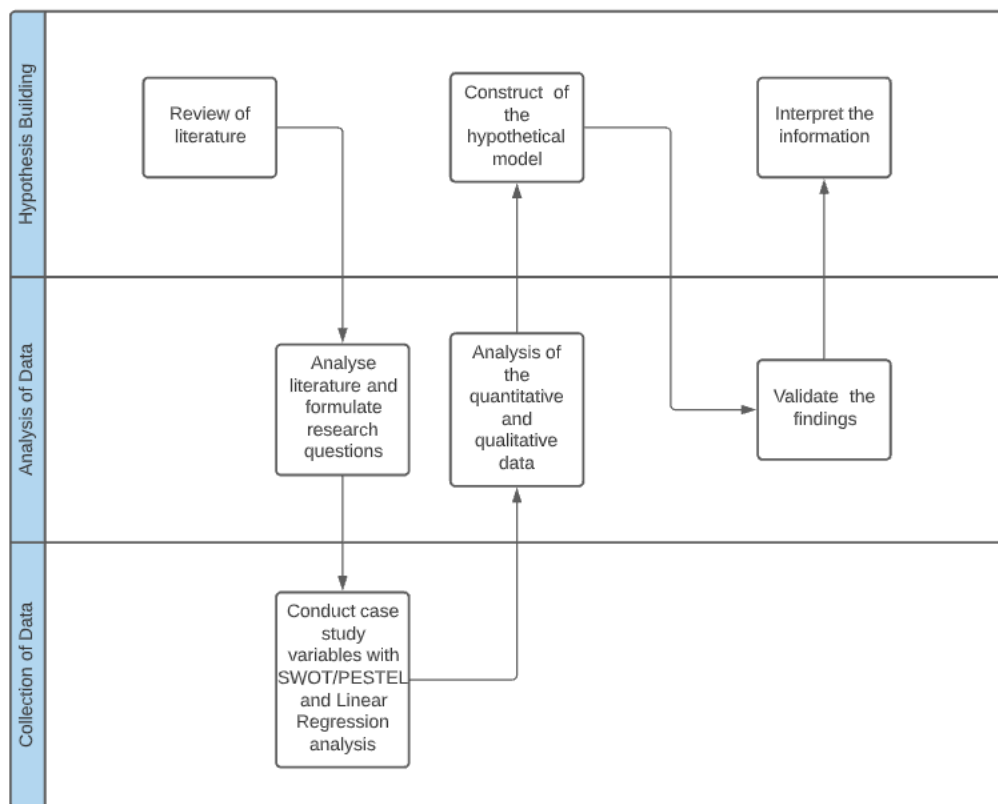 Hypothesis Building
Review of
literature
Construct of
the
hypothetical
model
Interpret the
information
Analysis of Data
Analyse
literature and
formulate
research
questions
Analysis of
the
quantitative
and
qualitative
data
Validate the
findings
Collection of Data
Conduct case
study
variables with
SWOT/PESTEL
and Linear
Regression
analysis